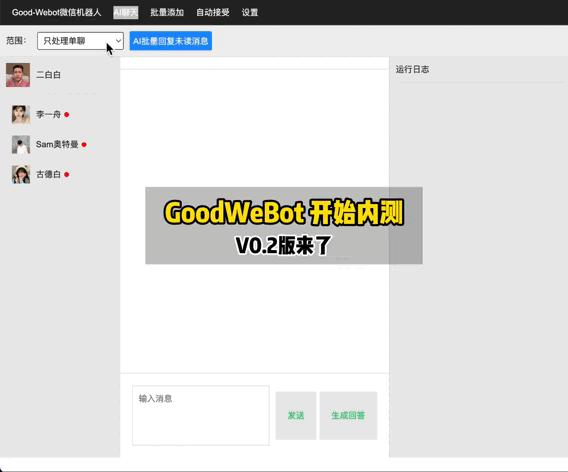 Good-Webot微信机器人 AI聊天 批量添加 自动接受 设置
范围： 只处理单聊 AI批量回复未读消息
二白白
运行日志
李一舟
Sam奥特曼
古德白
GoodWeBot 开始内测
V0.2版来了
输入消息
发送 生成回答